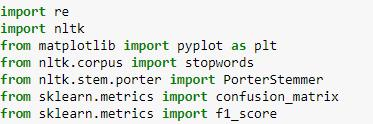 import re
import nltk
from matplotlib import pyplot as plt
from nltk.corpus import stopwords
from nltk.stem.porter import PorterStemmer
from sklearn.metrics import confusion_matrix
from sklearn.metrics import f1_score